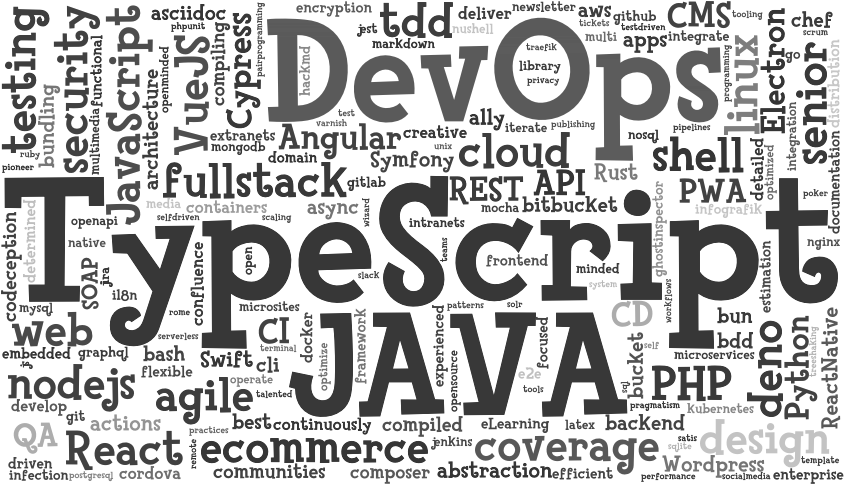 asciidoc
encryption
newsletter
aws
github
CMS
tooling
chef
scrum
testing
security
functional
JavaScript
phpunit
openminded
VueJS
compiling
Cypress
pairprogramming
jest
tdd
deliver
nushell
markdown
tickets
testdriven
multi
apps
integrate
DevOps
hackmd
traefik
library
privacy
programming
linux
Electron
go
senior
distribution
bundling
multimedia
architecture
extranets
mongodb
test
varnish
Angular
creative
ally
iterate
publishing
nosql
pipelines
integration
ruby
pioneer
domain
unix
Symfony
cloud
Rust
shell
detailed
optimized
documentation
fullstack
gitlab
REST
API
PWA
poker
media
containers
async
wizard
mocha
bitbucket
ghostinspector
infografik
TypeScript
codeception
determined
openapi
selfdriven
scaling
intranets
native
SOAP
jira
confluence
open
teams
slack
frontend
minded
system
workflows
estimation
nginx
il8n
mysql
rome
microsites
patterns
solr
web
serverless
CI
docker
JAVA
framework
experienced
focused
CD
bun
deno
Python
treeshaking
ReactNative
embedded
graphql
bash
Swift
terminal
cli
optimize
opensource
bucket
self
bdd
microservices
flexible
operate
e2e
tools
sql
nodejs
agile
talented
PHP
pragmatism
Kubernetes
develop
git
actions
practices
best
continuously
compiled
eLearning
latex
backend
QA
React
remote
ecommerce
jenkins
coverage
satis
sqlite
design
driven
infection
postgresql
cordova
communities
composer
abstraction
efficient
Wordpress
performance
socialmedia
template
enterprise